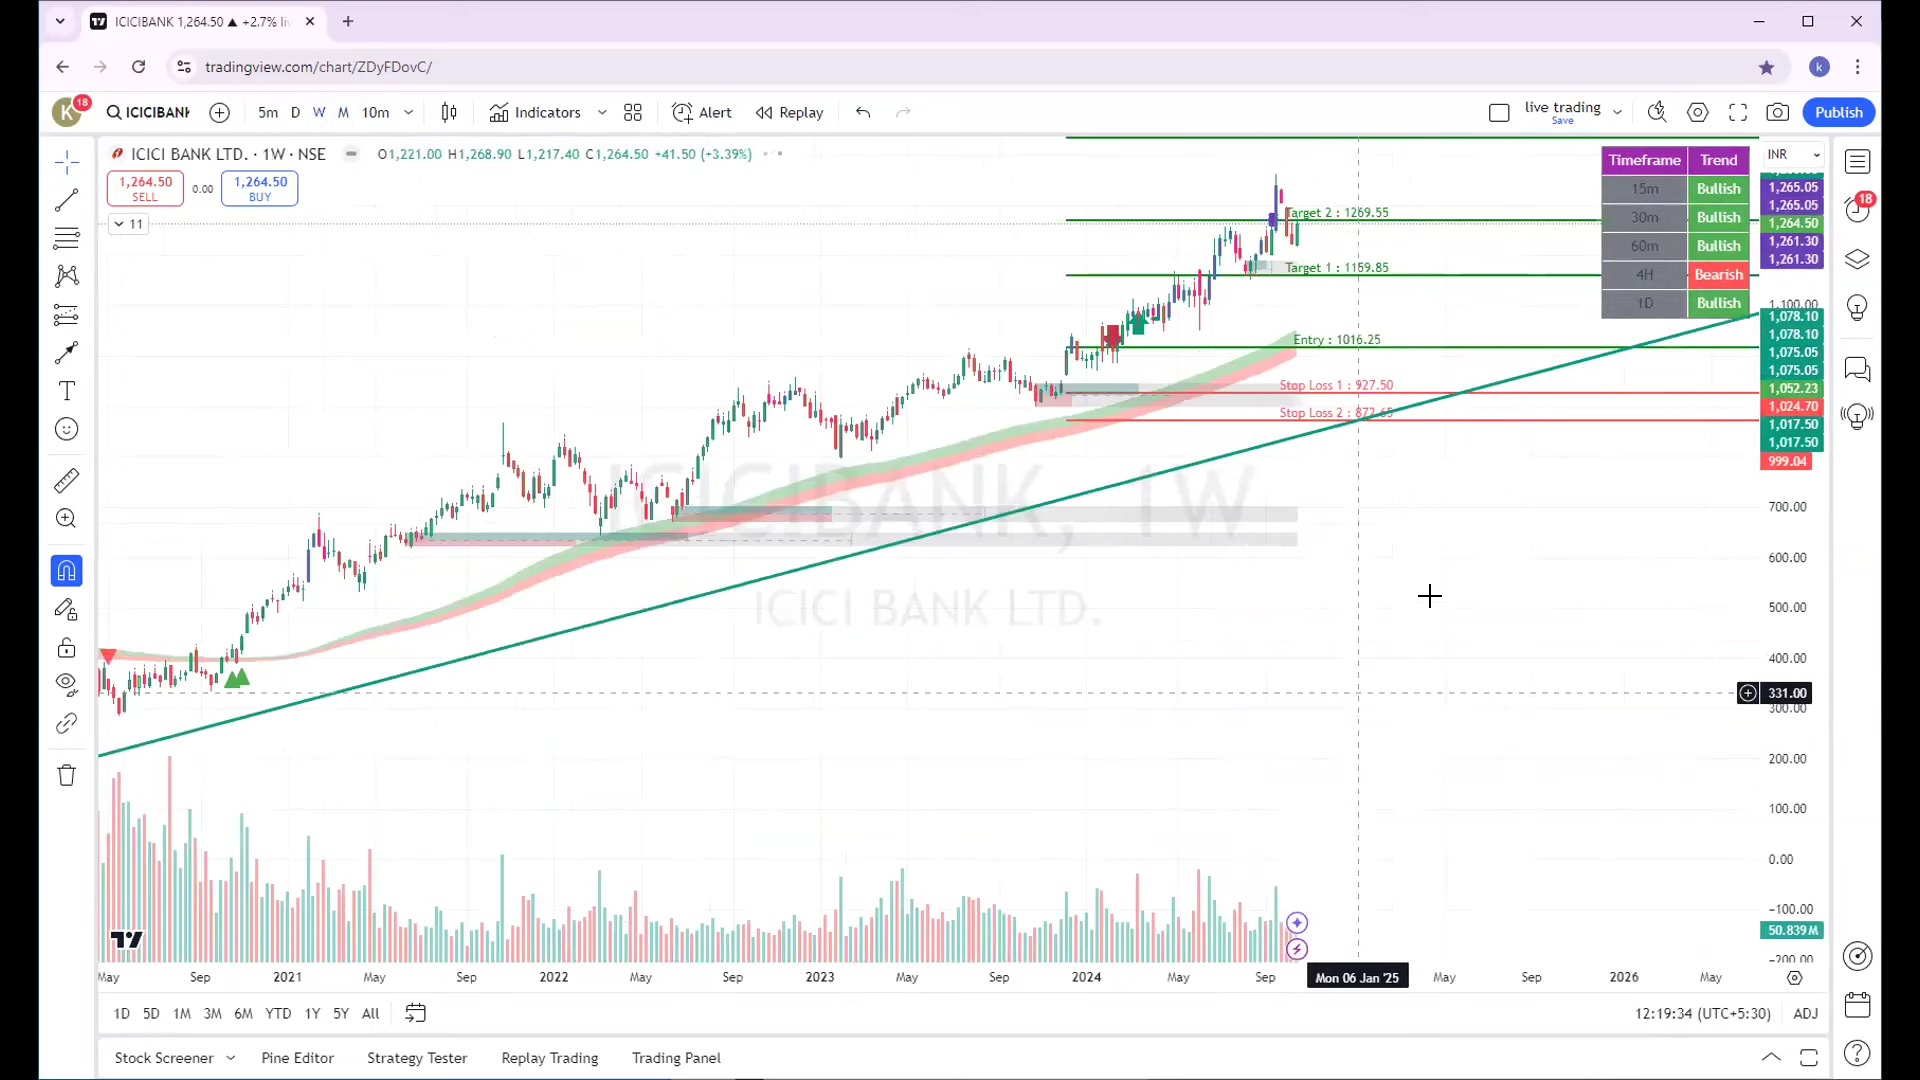 ICICIBANK 1,264.50 ▲ +2.7% li
tradingview.com/chart/ZDyFDovC/
K 18 ICICIBANK 5m D W M 10m Indicators Alert Replay live trading Save Publish
ICICI BANK LTD. · 1W · NSE O1,221.00 H1,268.90 L1,217.40 C1,264.50 +41.50 (+3.39%)
1,264.50 SELL 0.00 1,264.50 BUY
11
Timeframe Trend
15m Bullish
30m Bullish
60m Bullish
4H Bearish
1D Bullish
INR
1,265.05
1,265.05
1,264.50
1,261.30
1,261.30
1,100.00
1,078.10
1,078.10
1,075.05
1,075.05
1,052.23
1,024.70
1,017.50
1,017.50
999.04
700.00
600.00
500.00
400.00
331.00
300.00
200.00
100.00
0.00
−100.00
50.839M
−200.00
18
k
Target 2 : 1269.55
Target 1 : 1159.85
Entry : 1016.25
Stop Loss 1 : 927.50
Stop Loss 2 : 872.65
ICICIBANK, 1W
ICICI BANK LTD.
May Sep 2021 May Sep 2022 May Sep 2023 May Sep 2024 May Sep Mon 06 Jan '25 May Sep 2026 May
1D 5D 1M 3M 6M YTD 1Y 5Y All 12:19:34 (UTC+5:30) ADJ
Stock Screener Pine Editor Strategy Tester Replay Trading Trading Panel